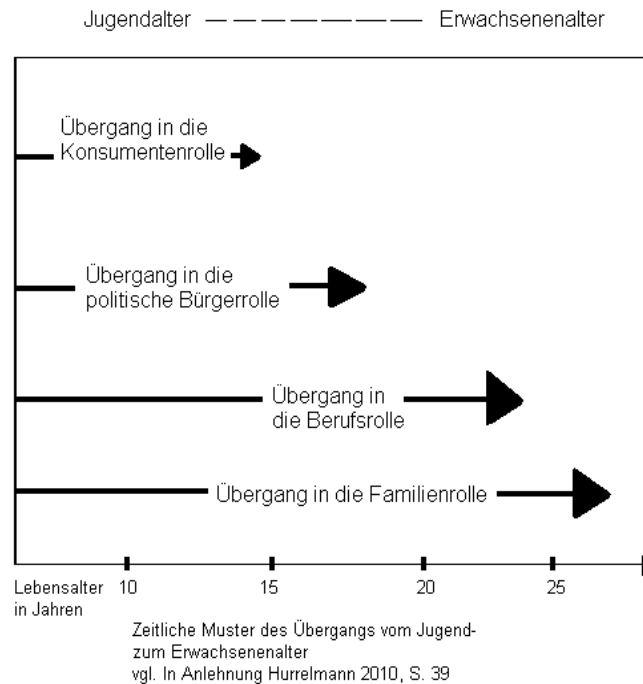 Jugendalter — — — — — — — Erwachsenenalter
Übergang in die
Konsumentenrolle
Übergang in die
politische Bürgerrolle
Übergang in
die Berufsrolle
Übergang in die Familienrolle
Lebensalter
in Jahren
10 15 20 25
Zeitliche Muster des Übergangs vom Jugend-
zum Erwachsenenalter
vgl. In Anlehnung Hurrelmann 2010, S. 39